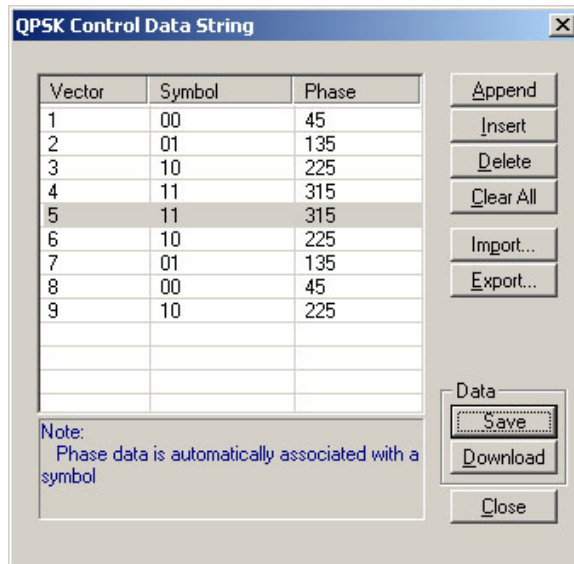 QPSK Control Data String
Vector Symbol Phase
1 00 45
2 01 135
3 10 225
4 11 315
5 11 315
6 10 225
7 01 135
8 00 45
9 10 225
Note:
Phase data is automatically associated with a
symbol
Append
Insert
Delete
Clear All
Import...
Export...
Data
Save
Download
Close